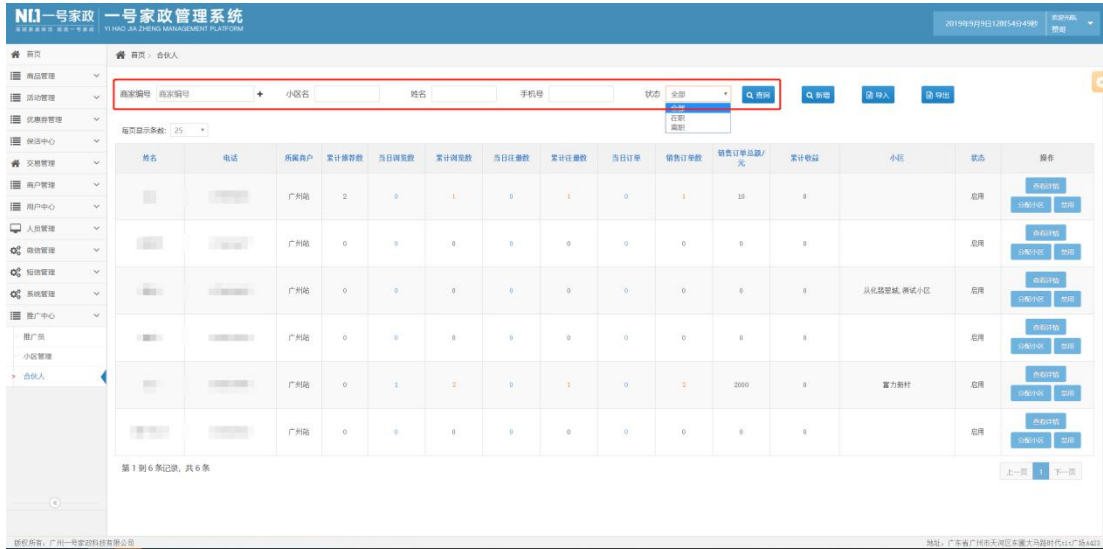 NO.1一号家政 一号家政管理系统
YI HAO JIA ZHENG MANAGEMENT PLATFORM
2019年9月9日12时54分49秒
首页
首页 > 合伙人
商品管理
活动管理
优惠券管理
保洁中心
交易管理
商户管理
用户中心
人员管理
微信管理
短信管理
系统管理
推广中心
推广员
小区管理
合伙人
商家编号 商家编号 + 小区名 姓名 手机号 状态 全部 查询 新增 导入 导出
全部
在职
离职
每页显示条数: 25
姓名 电话 所属商户 累计推荐数 当日浏览数 累计浏览数 当日注册数 累计注册数 当日订单 销售订单数 销售订单总额/元 累计收益 小区 状态 操作
广州站 2 0 1 0 1 0 1 10 0 启用 查看详情 分配小区 禁用
广州站 0 0 0 0 0 0 0 0 0 启用 查看详情 分配小区 禁用
广州站 0 0 0 0 0 0 0 0 0 从化翡翠城, 测试小区 启用 查看详情 分配小区 禁用
广州站 0 0 0 0 0 0 0 0 0 启用 查看详情 分配小区 禁用
广州站 0 1 2 0 1 0 2 2000 0 富力新村 启用 查看详情 分配小区 禁用
广州站 0 0 0 0 0 0 0 0 0 启用 查看详情 分配小区 禁用
第 1 到 6 条记录, 共 6 条
上一页 1 下一页
版权所有: 广州一号家政科技有限公司